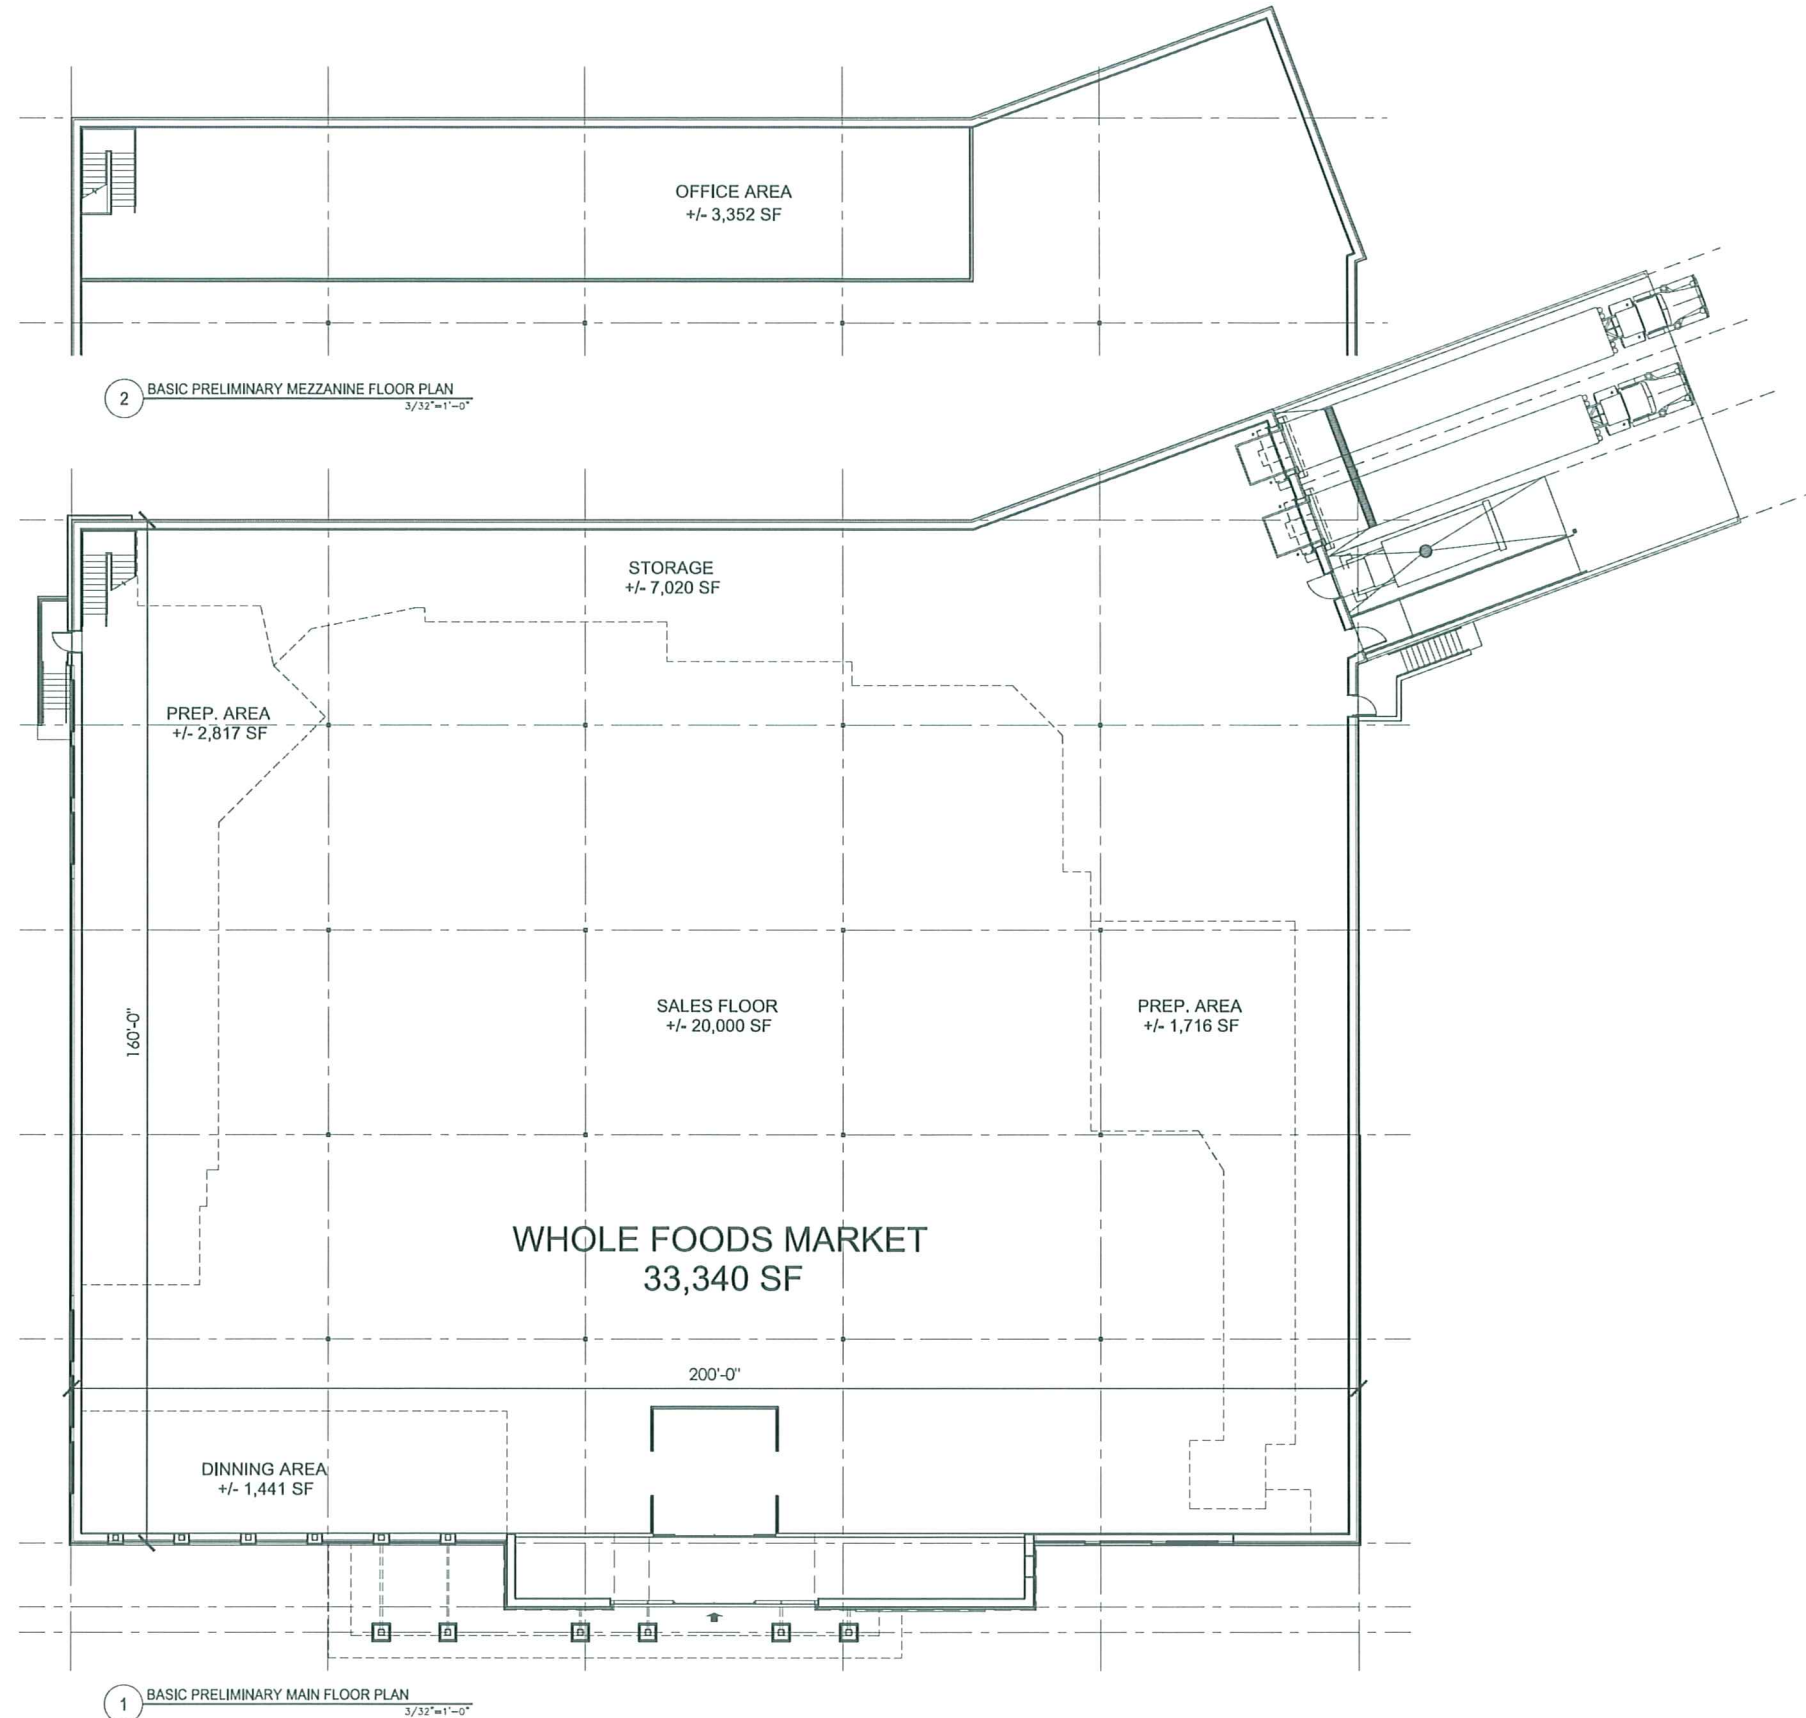 OFFICE AREA
+/- 3,352 SF
2
BASIC PRELIMINARY MEZZANINE FLOOR PLAN
3/32"=1'-0"
STORAGE
+/- 7,020 SF
PREP. AREA
+/- 2,817 SF
160'-0"
SALES FLOOR
+/- 20,000 SF
PREP. AREA
+/- 1,716 SF
WHOLE FOODS MARKET
33,340 SF
200'-0"
DINNING AREA
+/- 1,441 SF
1
BASIC PRELIMINARY MAIN FLOOR PLAN
3/32"=1'-0"